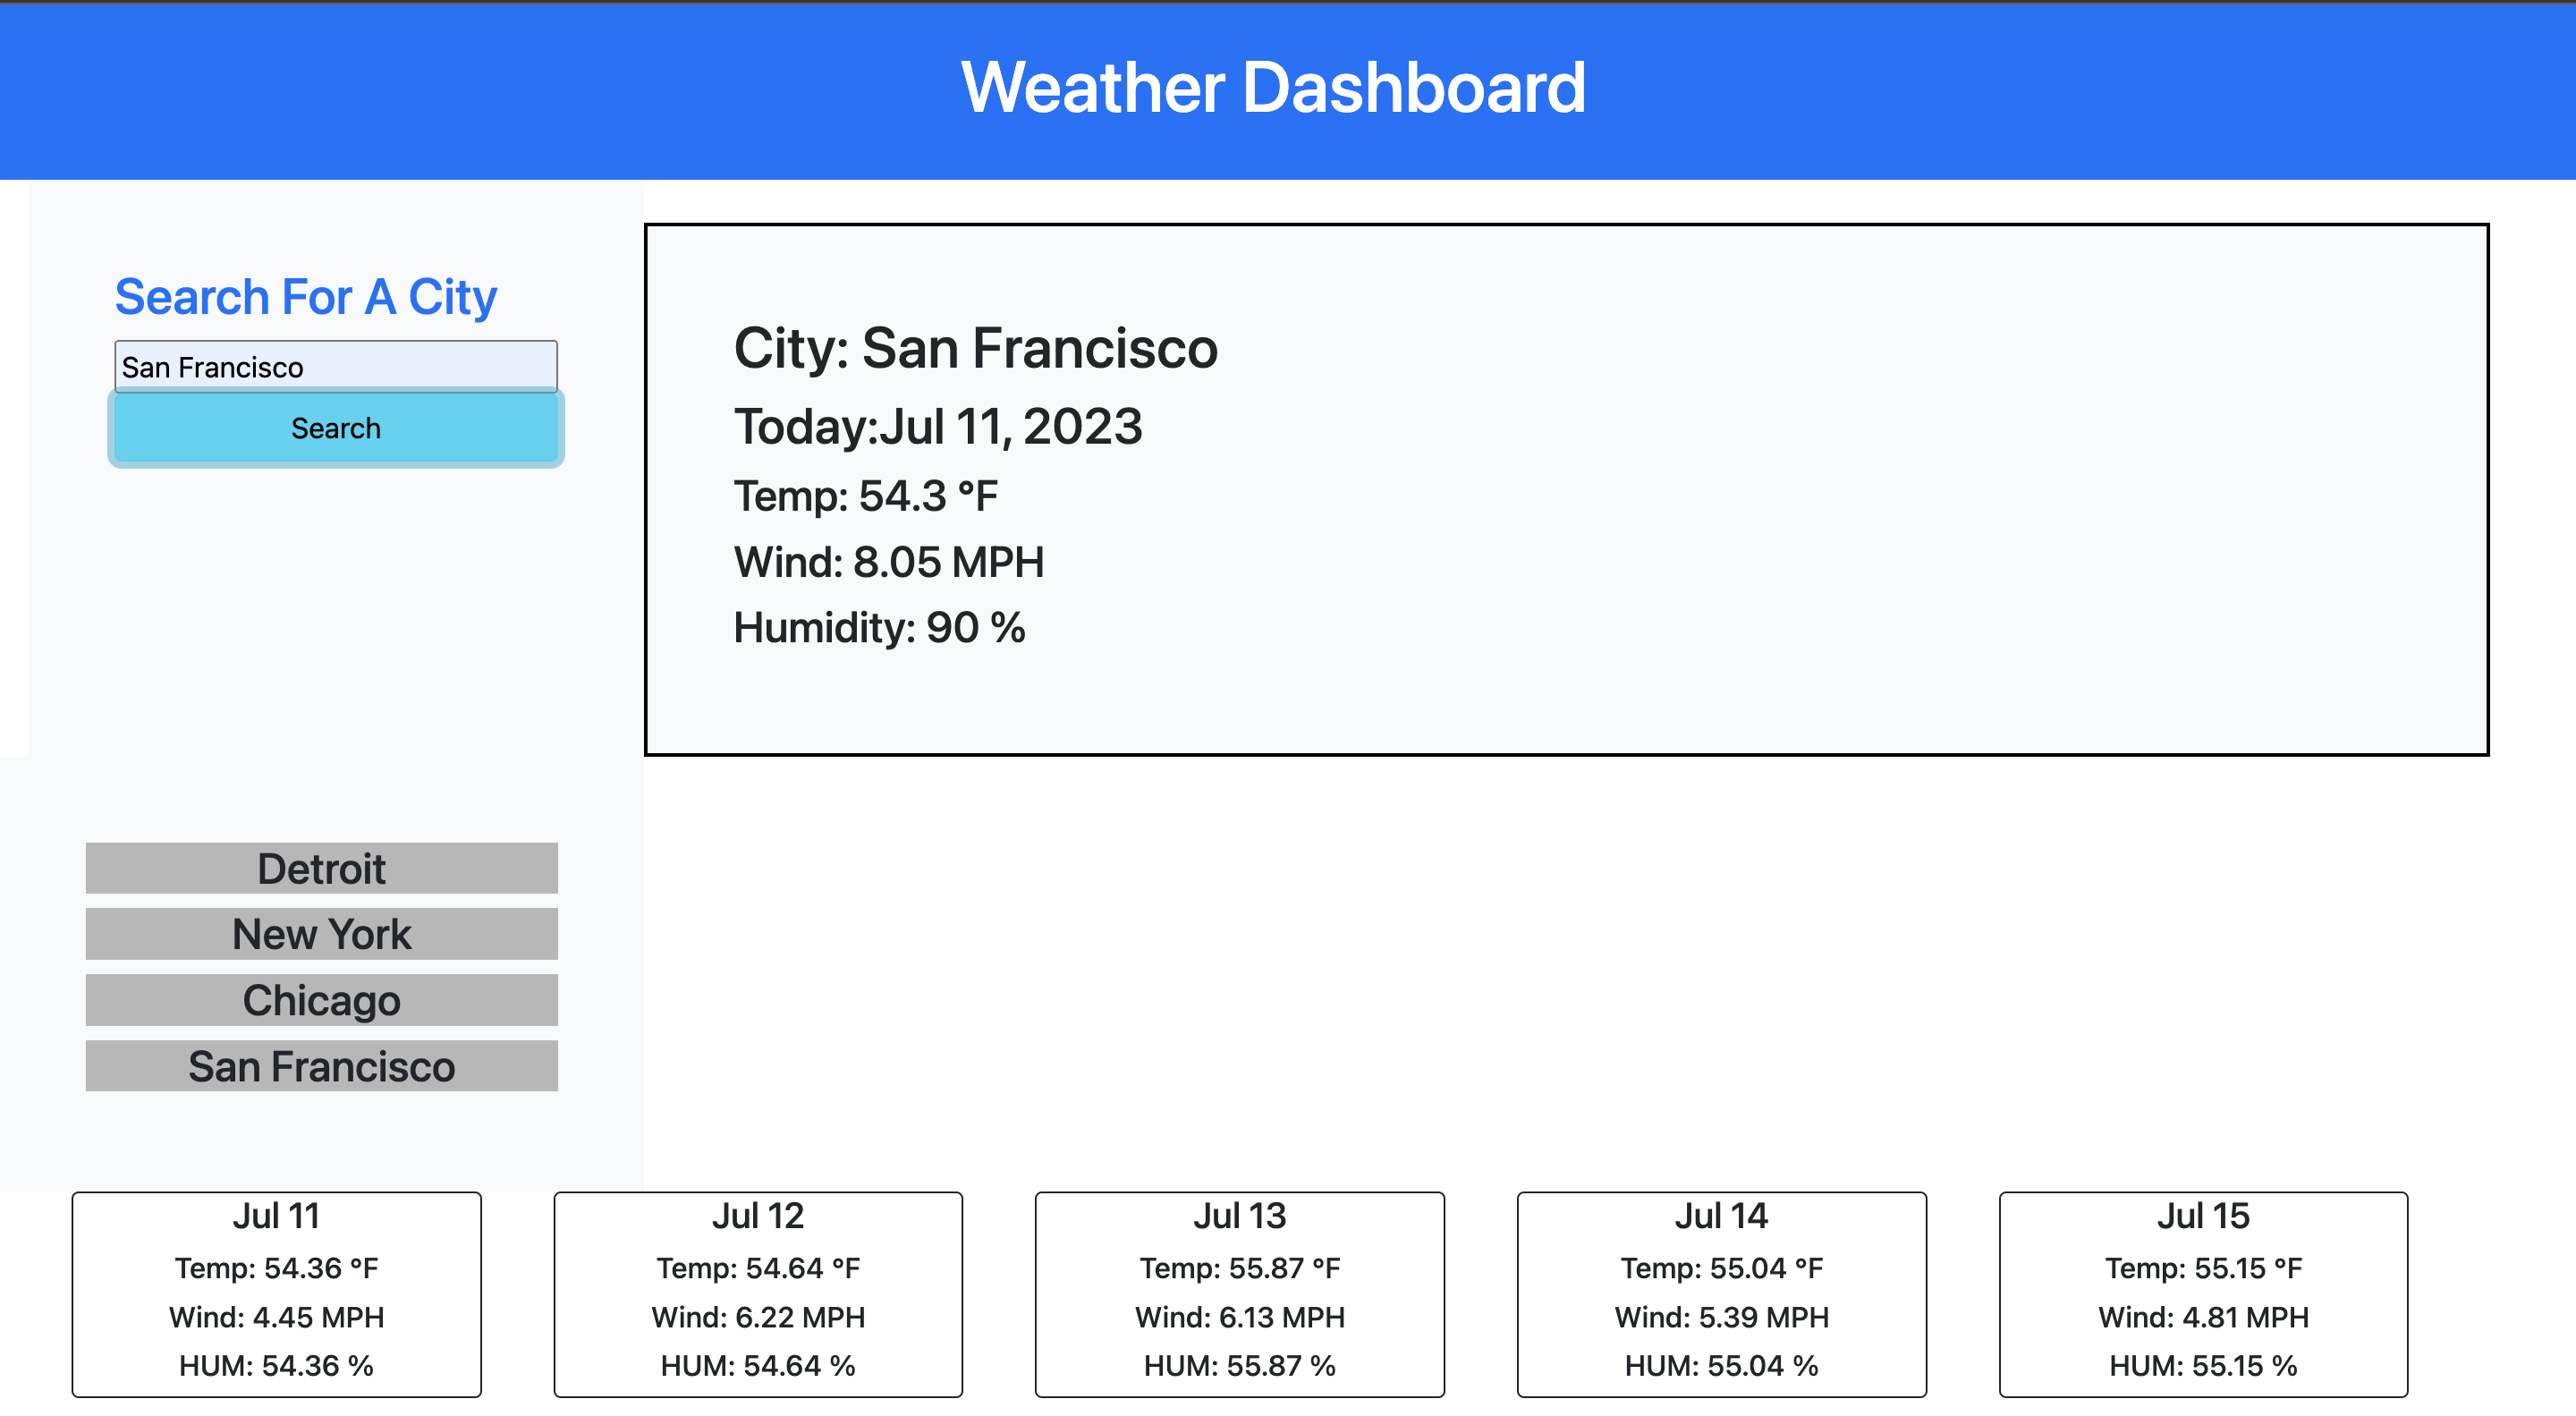 Weather Dashboard
Search For A City
San Francisco
Search
City: San Francisco
Today:Jul 11, 2023
Temp: 54.3 °F
Wind: 8.05 MPH
Humidity: 90 %
Detroit
New York
Chicago
San Francisco
Jul 11
Temp: 54.36 °F
Wind: 4.45 MPH
HUM: 54.36 %
Jul 12
Temp: 54.64 °F
Wind: 6.22 MPH
HUM: 54.64 %
Jul 13
Temp: 55.87 °F
Wind: 6.13 MPH
HUM: 55.87 %
Jul 14
Temp: 55.04 °F
Wind: 5.39 MPH
HUM: 55.04 %
Jul 15
Temp: 55.15 °F
Wind: 4.81 MPH
HUM: 55.15 %